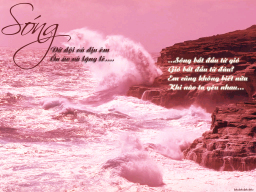 Sóng
Dữ dội và dịu êm
Ồn ào và lặng lẽ....
...Sóng bắt đầu từ gió
Gió bắt đầu từ đâu?
Em cũng không biết nữa
Khi nào ta yêu nhau...